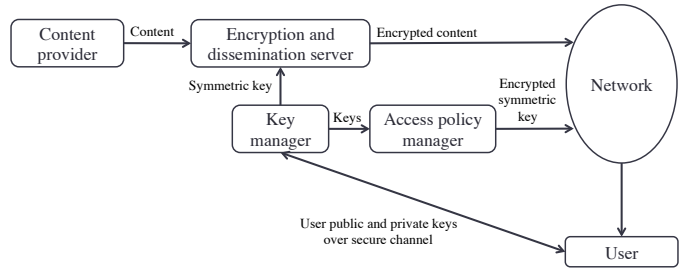 Content
provider
Content
Encryption and
dissemination server
Encrypted content
Network
Symmetric key
Encrypted
symmetric
key
Key
manager
Keys
Access policy
manager
User public and private keys
over secure channel
User